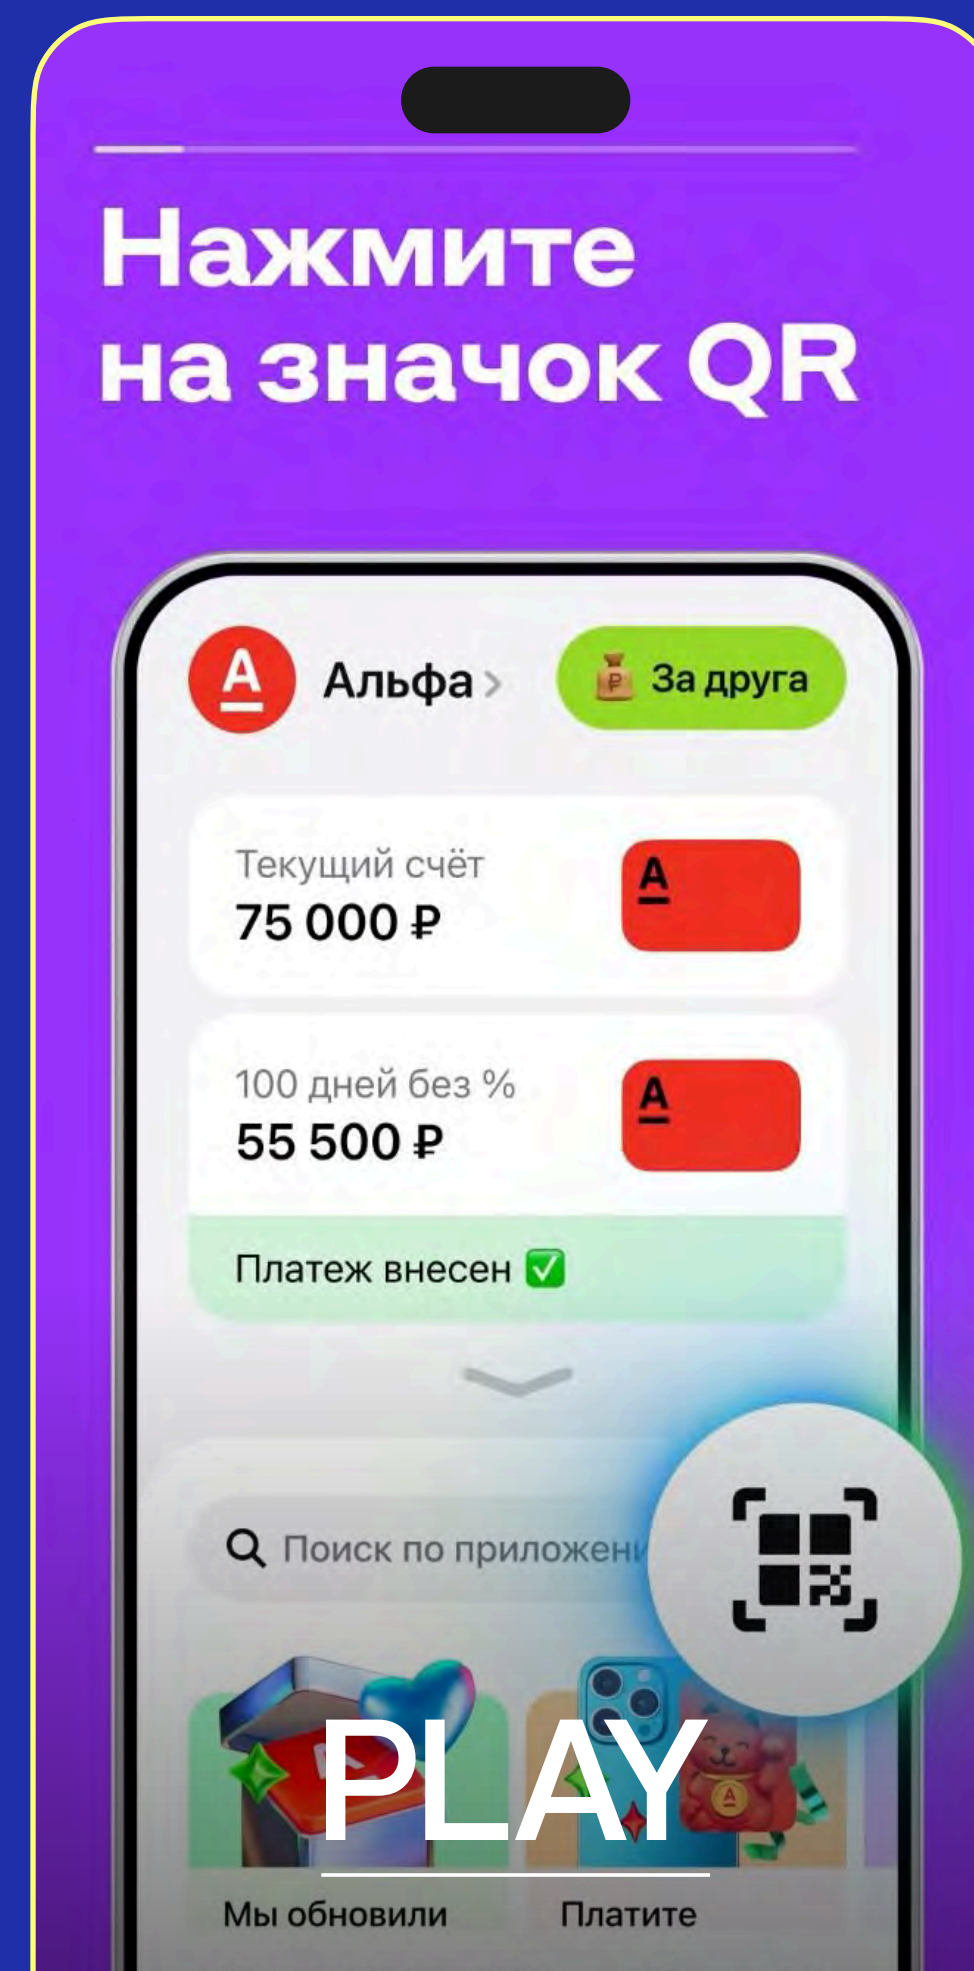 Нажмите
на значок QR
А Альфа За друга
Текущий счёт
75 000 ₽
А
100 дней без %
55 500 ₽
А
Платеж внесен
Поиск по приложени
PLAY
Мы обновили Платите